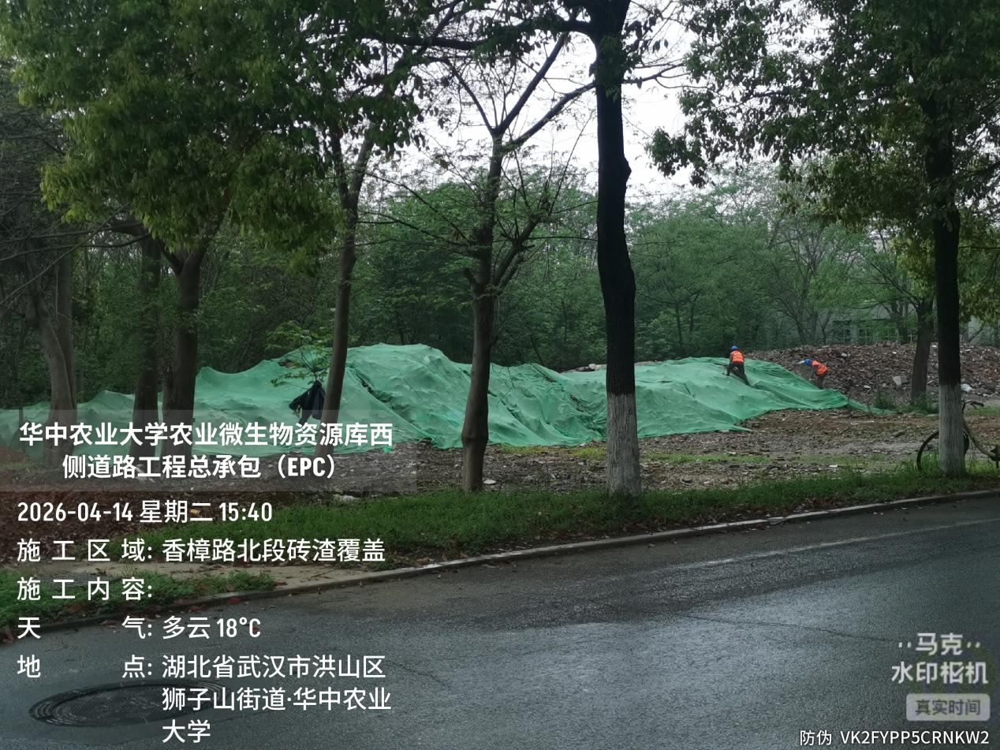 华中农业大学农业微生物资源库西
侧道路工程总承包（EPC）
2026-04-14 星期二 15:40
施工区域: 香樟路北段砖渣覆盖
施工内容:
天气: 多云 18°C
地点: 湖北省武汉市洪山区
狮子山街道·华中农业
大学
马克
水印相机
真实时间
防伪 VK2FYPP5CRNKW2